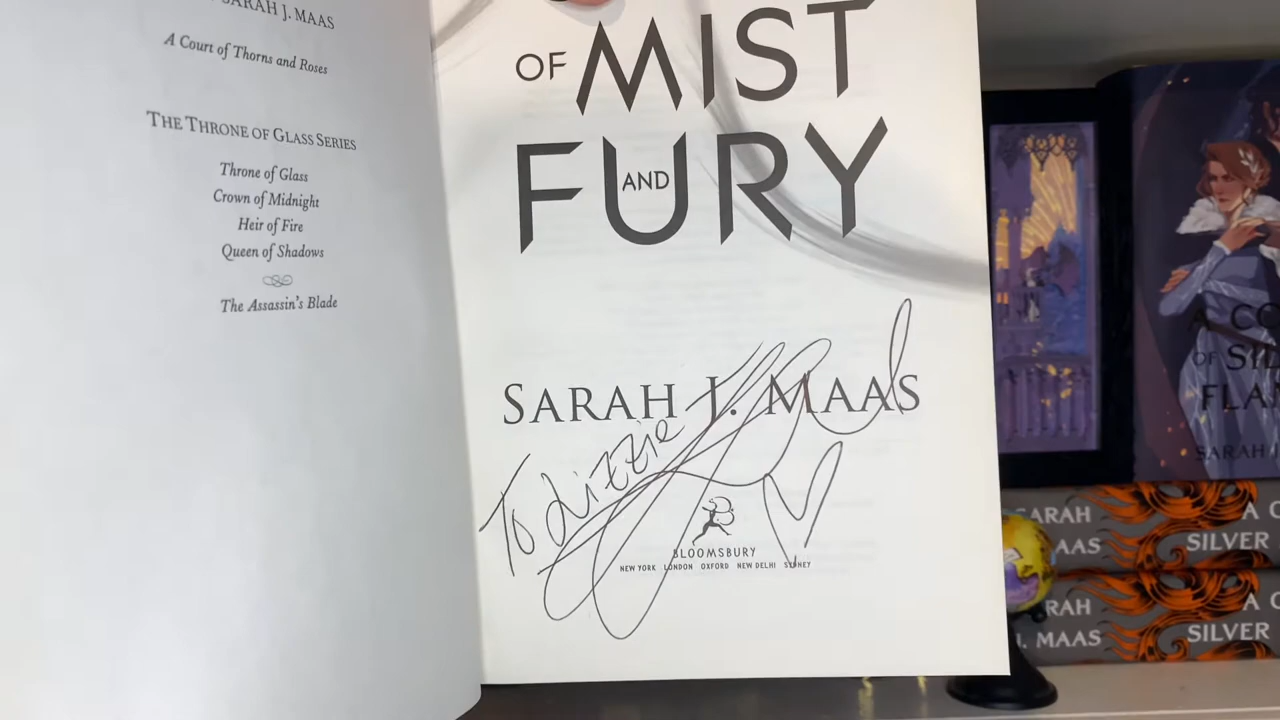 SARAH J. MAAS
A Court of Thorns and Roses
THE THRONE OF GLASS SERIES
Throne of Glass
Crown of Midnight
Heir of Fire
Queen of Shadows
The Assassin's Blade
OF MIST
AND
FURY
SARAH J. MAAS
To Lizzie
BLOOMSBURY
NEW YORK LONDON OXFORD NEW DELHI SYDNEY
A CO
OF SIL
FLA
SARAH J
SARAH
MAAS
A C
SILVER
RAH
J. MAAS
A C
SILVER